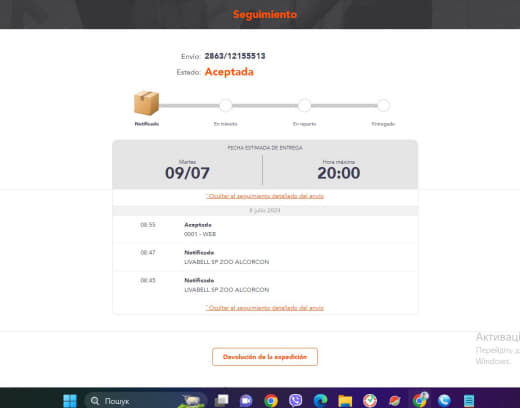 Seguimiento
Envío: 2863/12155513
Estado: Aceptada
Notificado
En tránsito
En reparto
Entregado
FECHA ESTIMADA DE ENTREGA
Martes
09/07
Hora máxima
20:00
Ocultar el seguimiento detallado del envío
8 julio 2024
08:55
Aceptada
0001 - WEB
08:47
Notificado
LIVABELL SP ZOO ALCORCON
08:45
Notificado
LIVABELL SP ZOO ALCORCON
Ocultar el seguimiento detallado del envío
Devolución de la expedición
Активаці
Перейдіть д
Windows.
Пошук